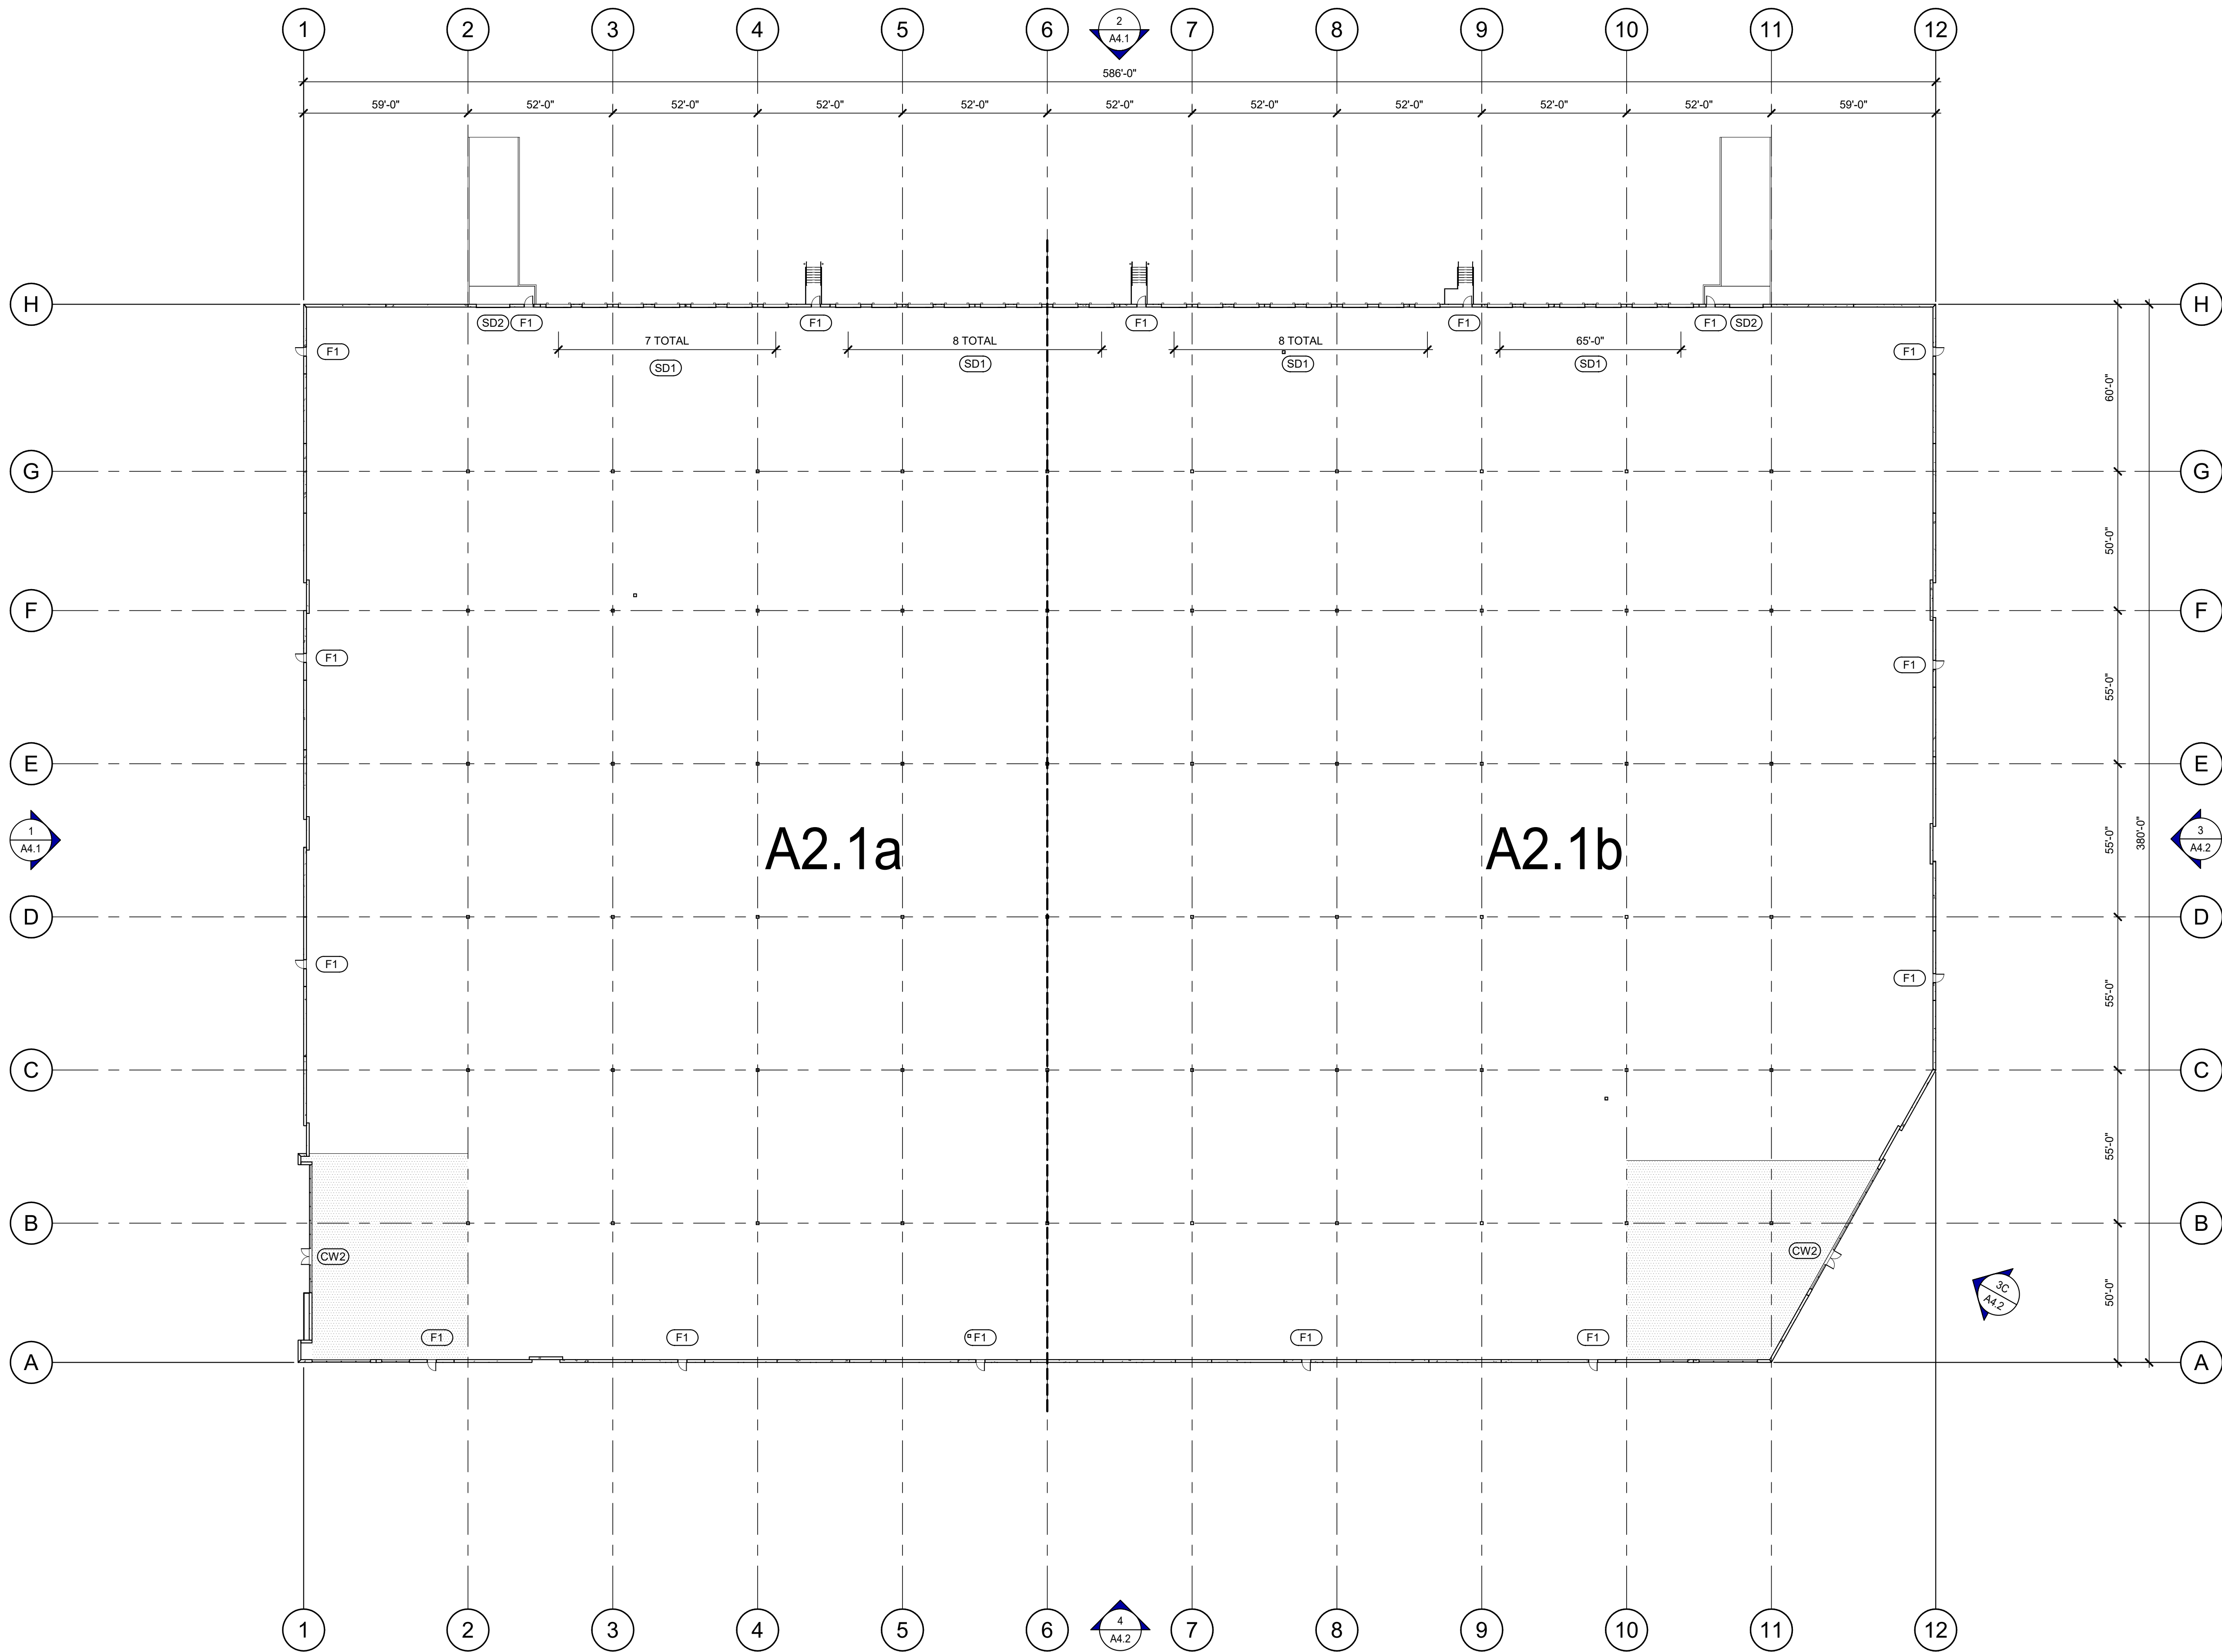 1 2 3 4 5 6 7 8 9 10 11 12
2
A4.1
586'-0"
59'-0" 52'-0" 52'-0" 52'-0" 52'-0" 52'-0" 52'-0" 52'-0" 52'-0" 52'-0" 59'-0"
H H
SD2 F1 F1 F1 F1 F1 SD2
7 TOTAL 8 TOTAL 8 TOTAL 65'-0"
SD1 SD1 SD1 SD1
F1 F1
60'-0"
G G
50'-0"
F F
F1 F1
55'-0"
E E
1
A4.1
A2.1a A2.1b
55'-0"
380'-0"
3
A4.2
D D
F1 F1
55'-0"
C C
55'-0"
B B
CW2 CW2
3C
A4.2
50'-0"
F1 F1 F1 F1 F1
A A
4
A4.2
1 2 3 4 5 6 7 8 9 10 11 12